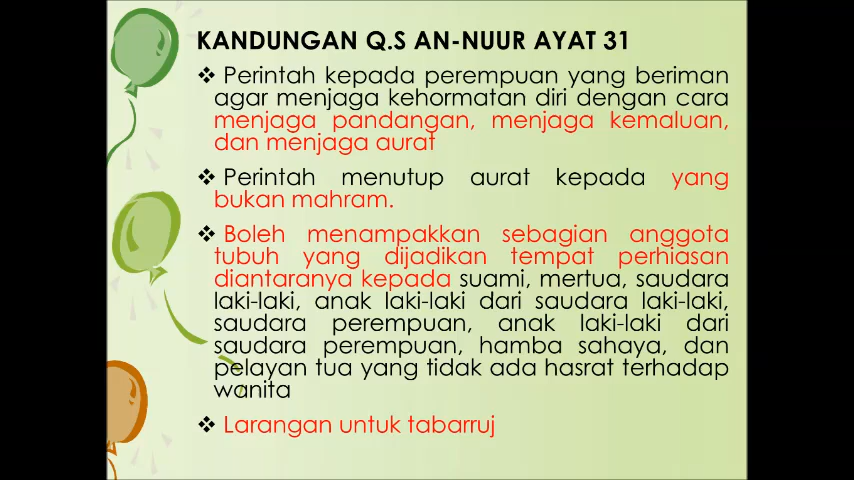 KANDUNGAN Q.S AN-NUUR AYAT 31
❖ Perintah kepada perempuan yang beriman
agar menjaga kehormatan diri dengan cara
menjaga pandangan, menjaga kemaluan,
dan menjaga aurat
❖ Perintah menutup aurat kepada yang
bukan mahram.
❖ Boleh menampakkan sebagian anggota
tubuh yang dijadikan tempat perhiasan
diantaranya kepada suami, mertua, saudara
laki-laki, anak laki-laki dari saudara laki-laki,
saudara perempuan, anak laki-laki dari
saudara perempuan, hamba sahaya, dan
pelayan tua yang tidak ada hasrat terhadap
wanita
❖ Larangan untuk tabarruj